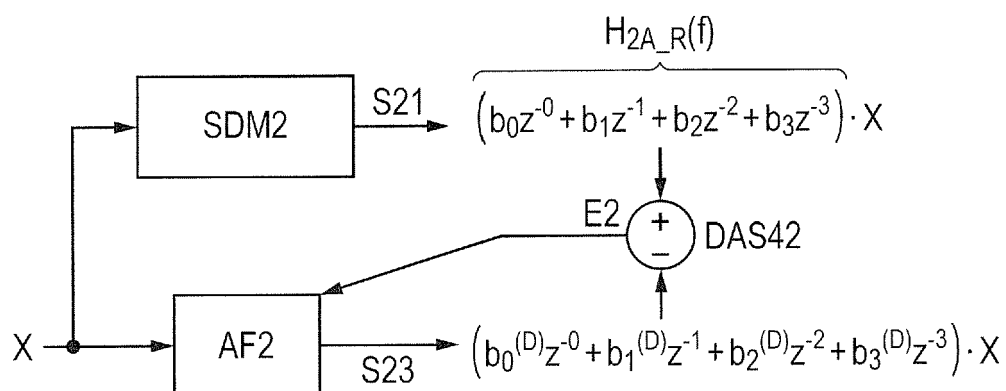 H₂A_R(f)
SDM2
S21
(b₀z⁻⁰ + b₁z⁻¹ + b₂z⁻² + b₃z⁻³) · X
E2
+
−
DAS42
X
AF2
S23
(b₀⁽ᴰ⁾z⁻⁰ + b₁⁽ᴰ⁾z⁻¹ + b₂⁽ᴰ⁾z⁻² + b₃⁽ᴰ⁾z⁻³) · X